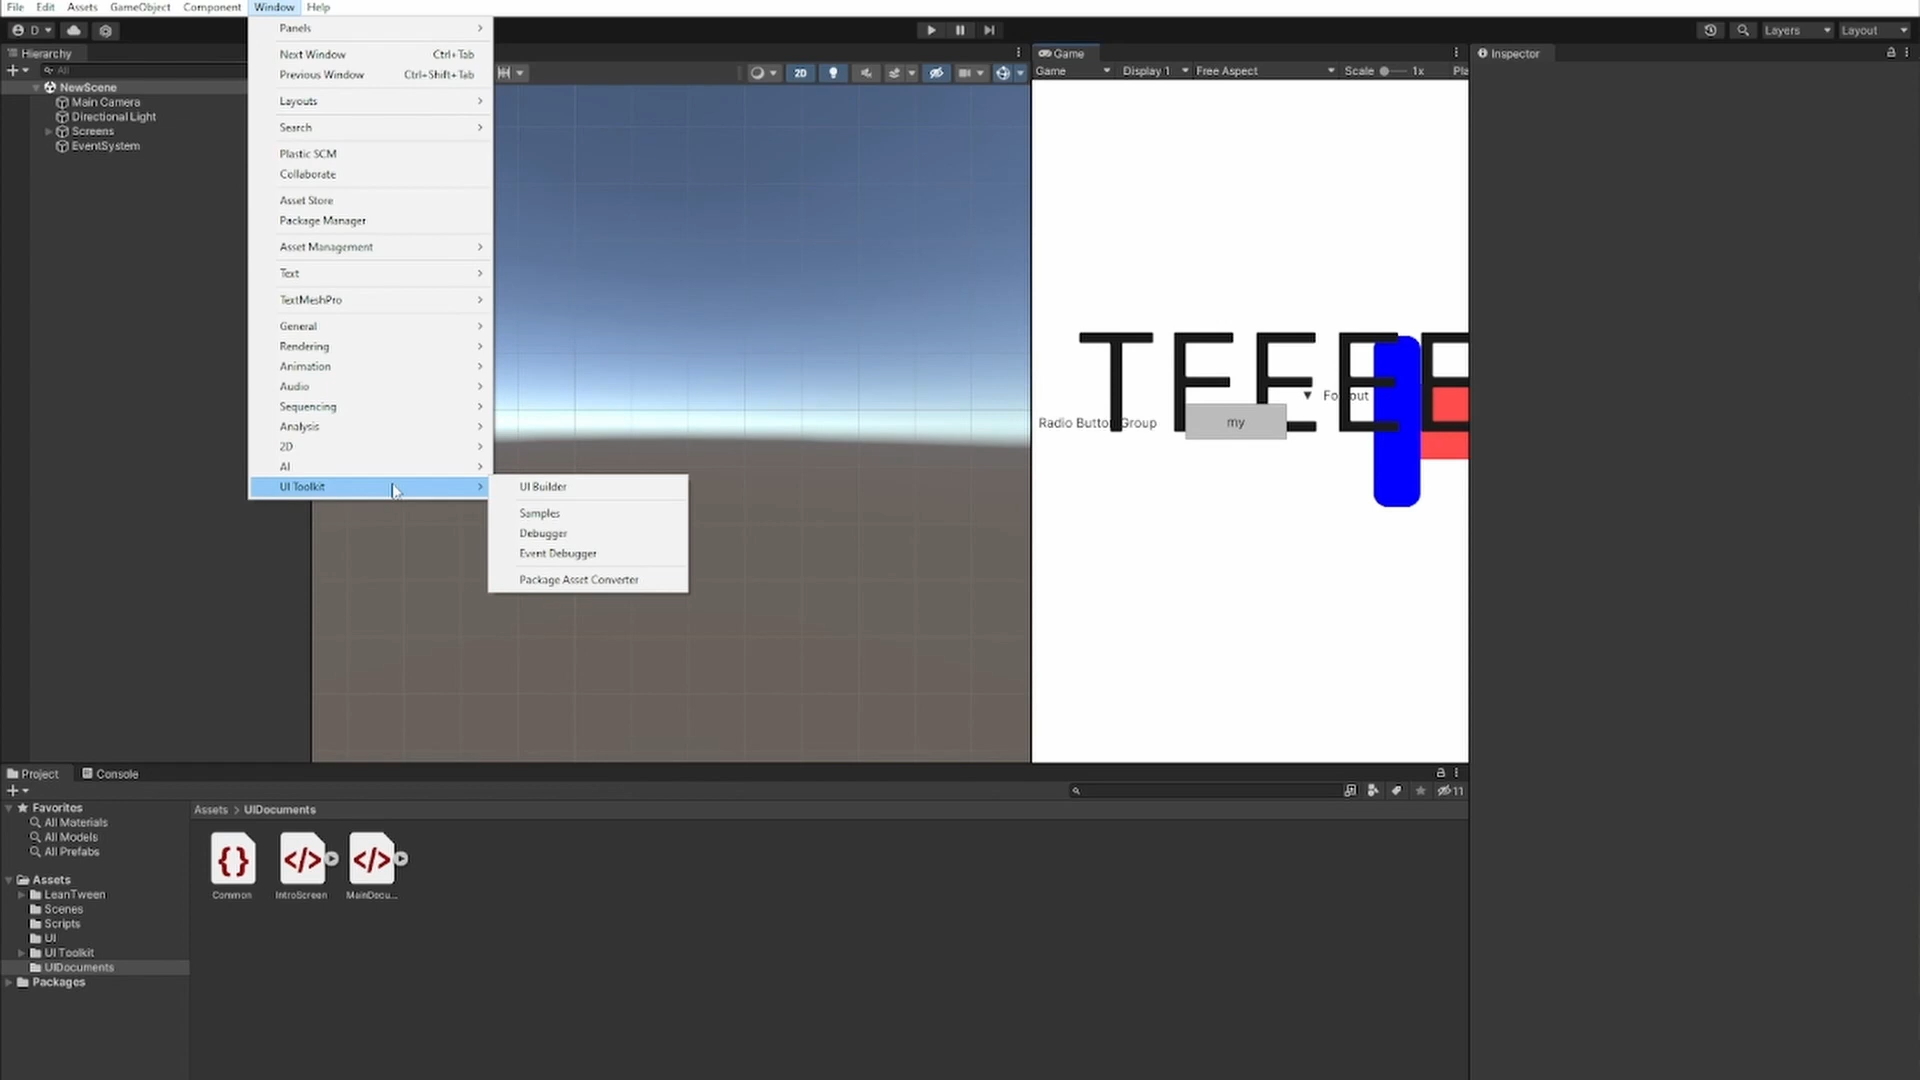 File Edit Assets GameObject Component Window Help
D
Layers Layout
Hierarchy
All
NewScene
Main Camera
Directional Light
Screens
EventSystem
Panels
Next Window Ctrl+Tab
Previous Window Ctrl+Shift+Tab
Layouts
Search
Plastic SCM
Collaborate
Asset Store
Package Manager
Asset Management
Text
TextMeshPro
General
Rendering
Animation
Audio
Sequencing
Analysis
2D
AI
UI Toolkit
UI Builder
Samples
Debugger
Event Debugger
Package Asset Converter
2D
Game
Game Display 1 Free Aspect Scale 1x Pla
Radio Button Group
my
Inspector
Project Console
11
Favorites
All Materials
All Models
All Prefabs
Assets
LeanTween
Scenes
Scripts
UI
UI Toolkit
UIDocuments
Packages
Assets > UIDocuments
Common IntroScreen MainDocu...